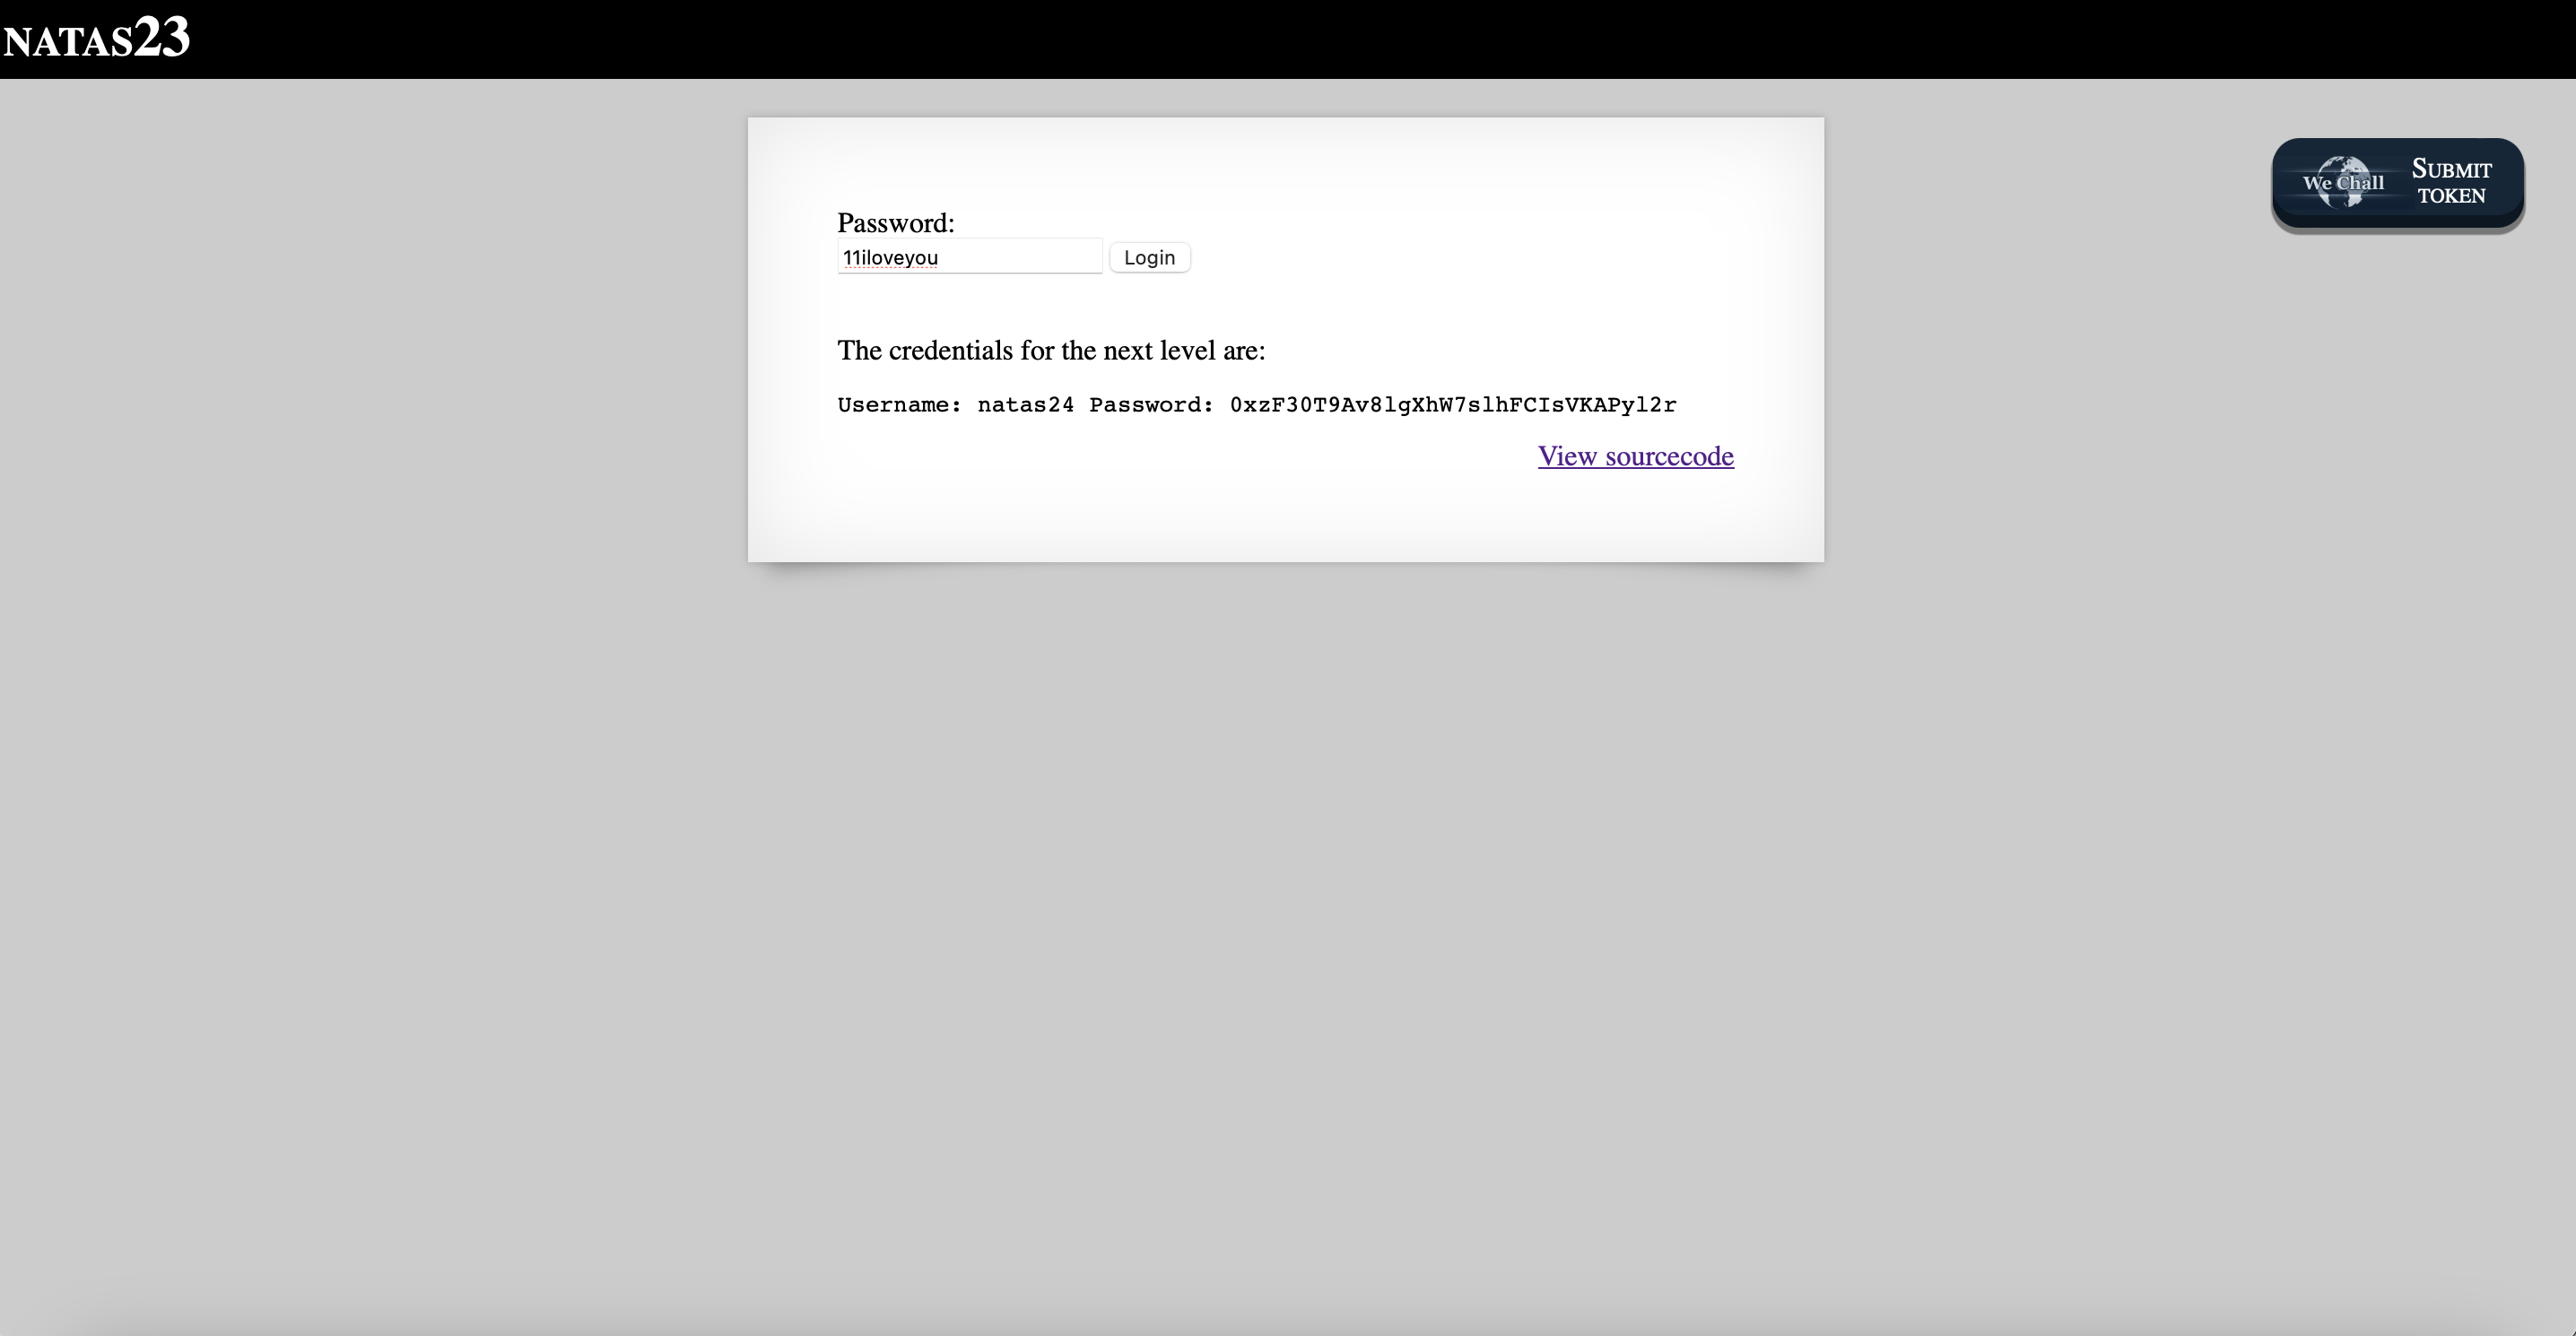 NATAS23
We Chall
SUBMIT
TOKEN
Password:
11iloveyou
Login
The credentials for the next level are:
Username: natas24 Password: 0xzF30T9Av8lgXhW7slhFCIsVKAPyl2r
View sourcecode